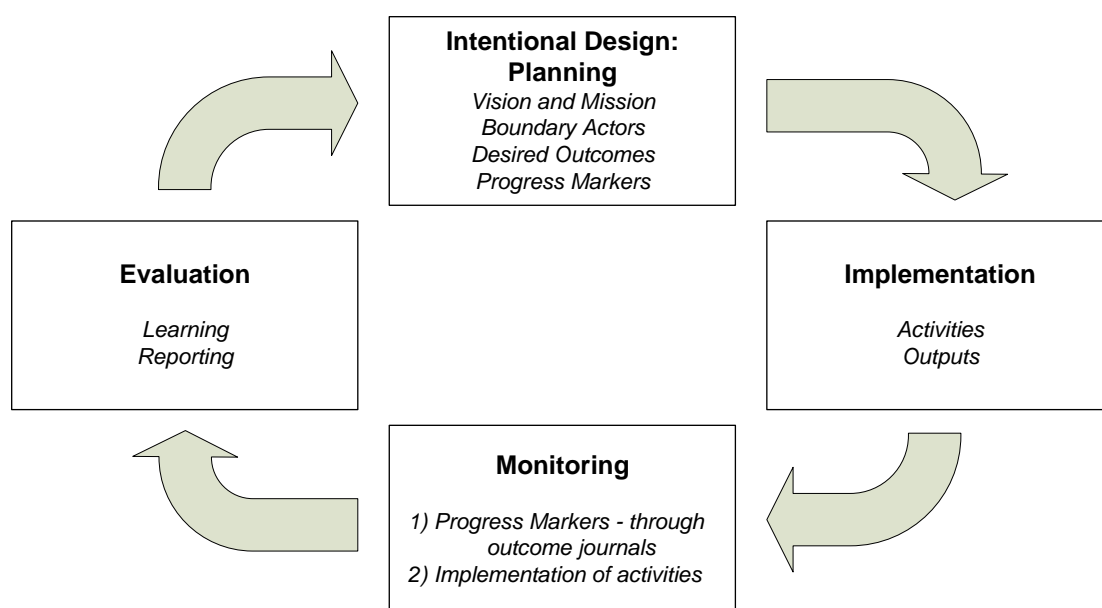 Intentional Design:
Planning
Vision and Mission
Boundary Actors
Desired Outcomes
Progress Markers
Evaluation
Learning
Reporting
Implementation
Activities
Outputs
Monitoring
1) Progress Markers - through
outcome journals
2) Implementation of activities